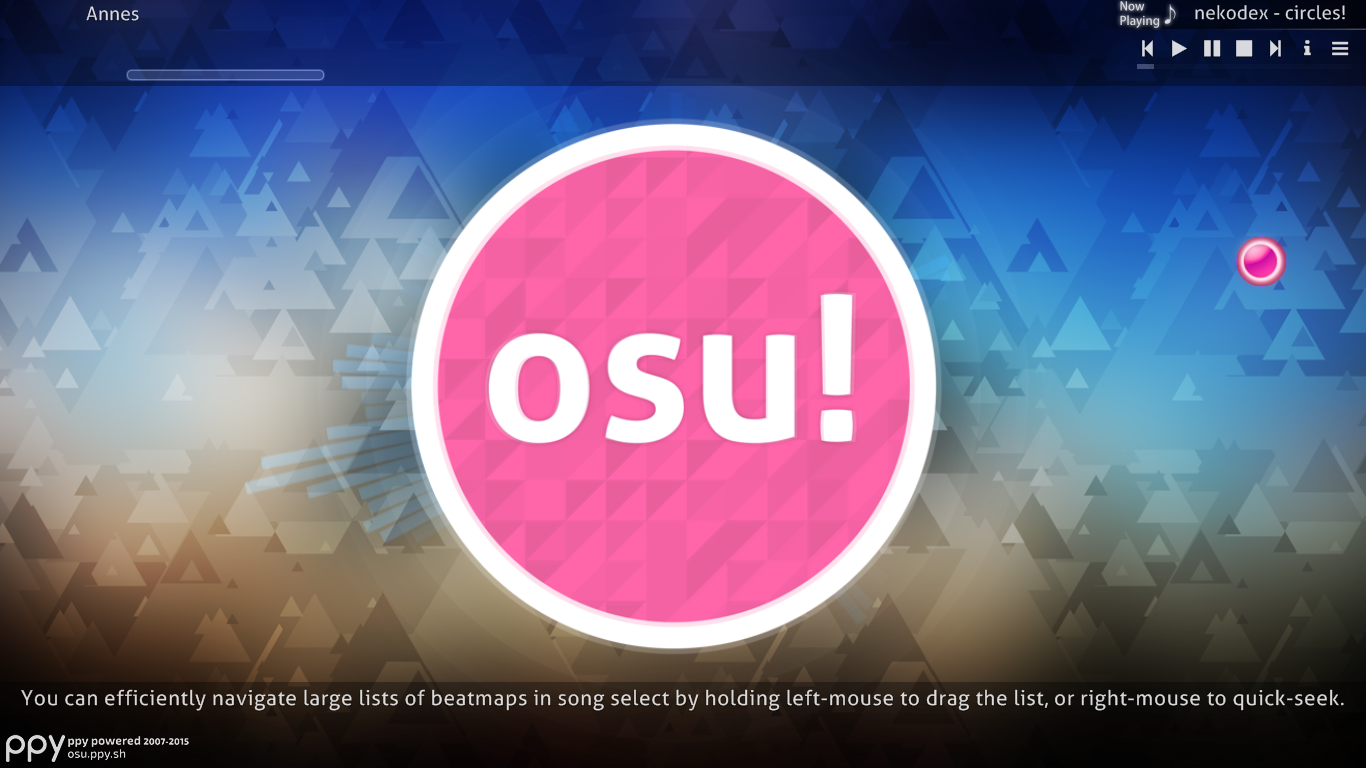 Annes
Now
Playing
nekodex - circles!
osu!
You can efficiently navigate large lists of beatmaps in song select by holding left-mouse to drag the list, or right-mouse to quick-seek.
ppy
ppy powered 2007-2015
osu.ppy.sh